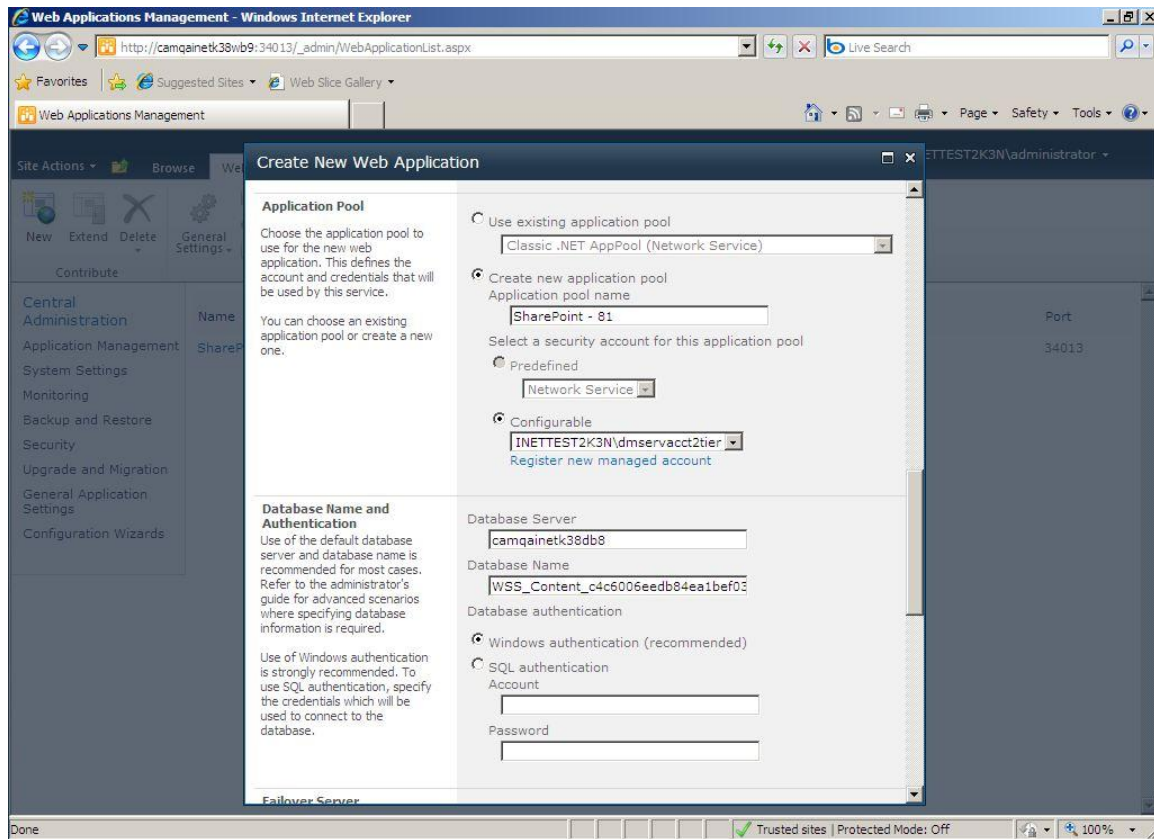 Web Applications Management - Windows Internet Explorer
http://camqainetk38wb9:34013/_admin/WebApplicationList.aspx
Live Search
Favorites
Suggested Sites
Web Slice Gallery
Web Applications Management
Page
Safety
Tools
Site Actions
Browse
We
Create New Web Application
ETTEST2K3N\administrator
New
Extend
Delete
General Settings
Contribute
Central Administration
Application Management
System Settings
Monitoring
Backup and Restore
Security
Upgrade and Migration
General Application Settings
Configuration Wizards
Name
ShareP
Port
34013
Application Pool
Choose the application pool to
use for the new web
application. This defines the
account and credentials that will
be used by this service.
You can choose an existing
application pool or create a new
one.
Use existing application pool
Classic .NET AppPool (Network Service)
Create new application pool
Application pool name
SharePoint - 81
Select a security account for this application pool
Predefined
Network Service
Configurable
INETTEST2K3N\dmservacct2tier
Register new managed account
Database Name and
Authentication
Use of the default database
server and database name is
recommended for most cases.
Refer to the administrator's
guide for advanced scenarios
where specifying database
information is required.
Use of Windows authentication
is strongly recommended. To
use SQL authentication, specify
the credentials which will be
used to connect to the
database.
Database Server
camqainetk38db8
Database Name
WSS_Content_c4c6006eedb84ea1bef03
Database authentication
Windows authentication (recommended)
SQL authentication
Account
Password
Failover Server
Done
Trusted sites | Protected Mode: Off
100%